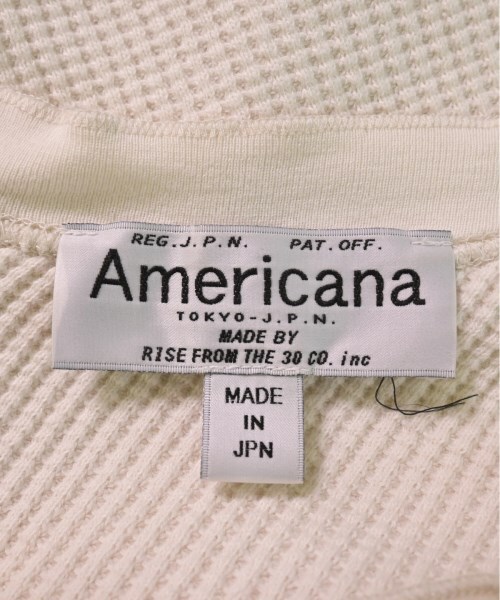 REG.J.P.N. PAT.OFF.
Americana
TOKYO-J.P.N.
MADE BY
RISE FROM THE 30 CO. inc
MADE
IN
JPN